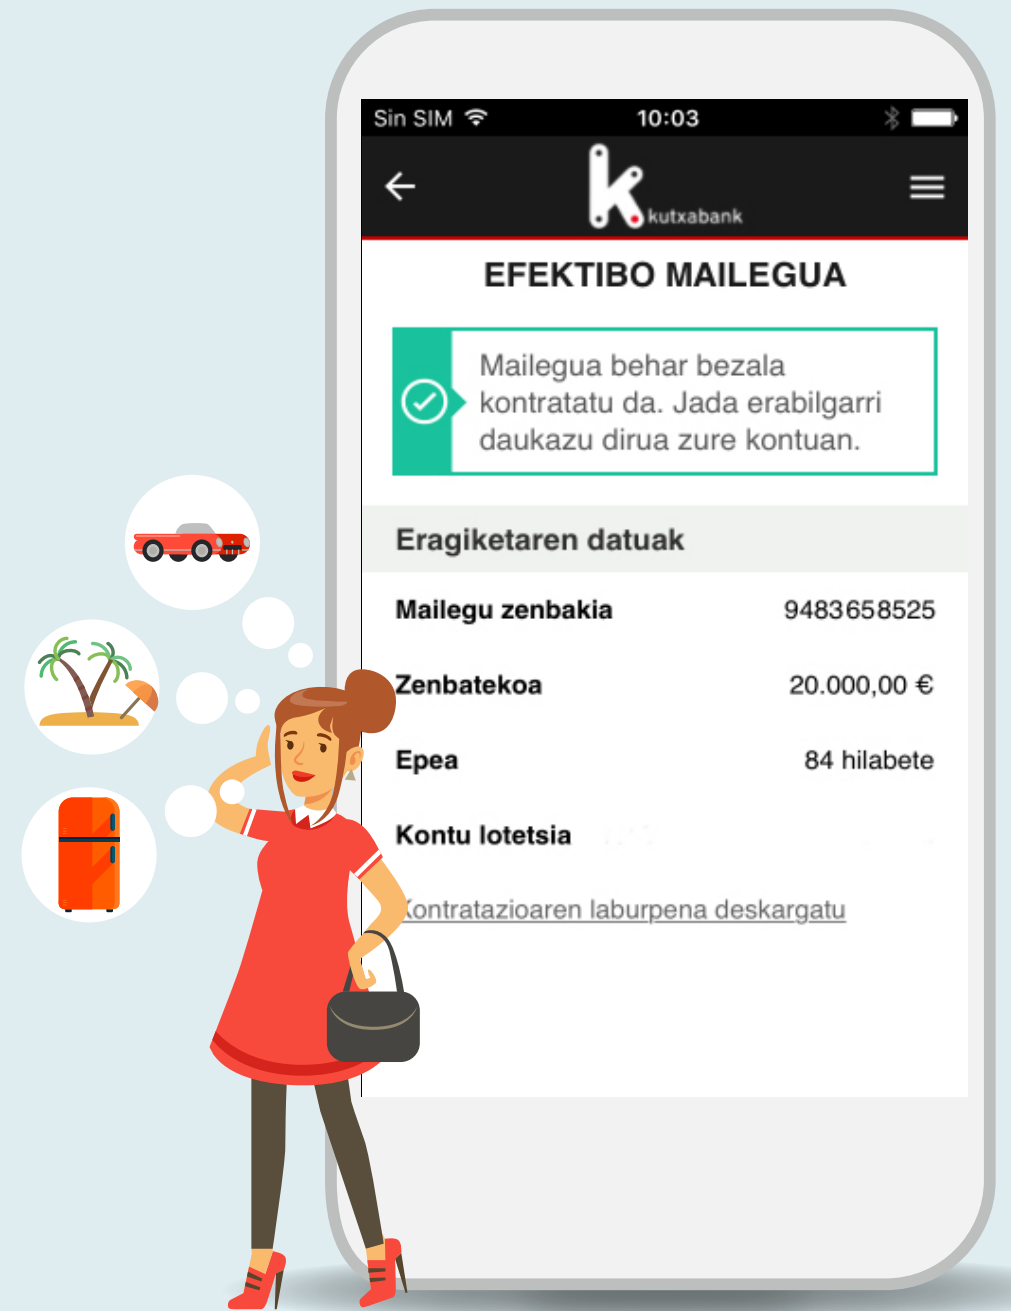 Sin SIM 10:03
kutxabank
EFEKTIBO MAILEGUA
Mailegua behar bezala
kontratatu da. Jada erabilgarri
daukazu dirua zure kontuan.
Eragiketaren datuak
Mailegu zenbakia 9483658525
Zenbatekoa 20.000,00 €
Epea 84 hilabete
Kontu lotetsia
Kontratazioaren laburpena deskargatu